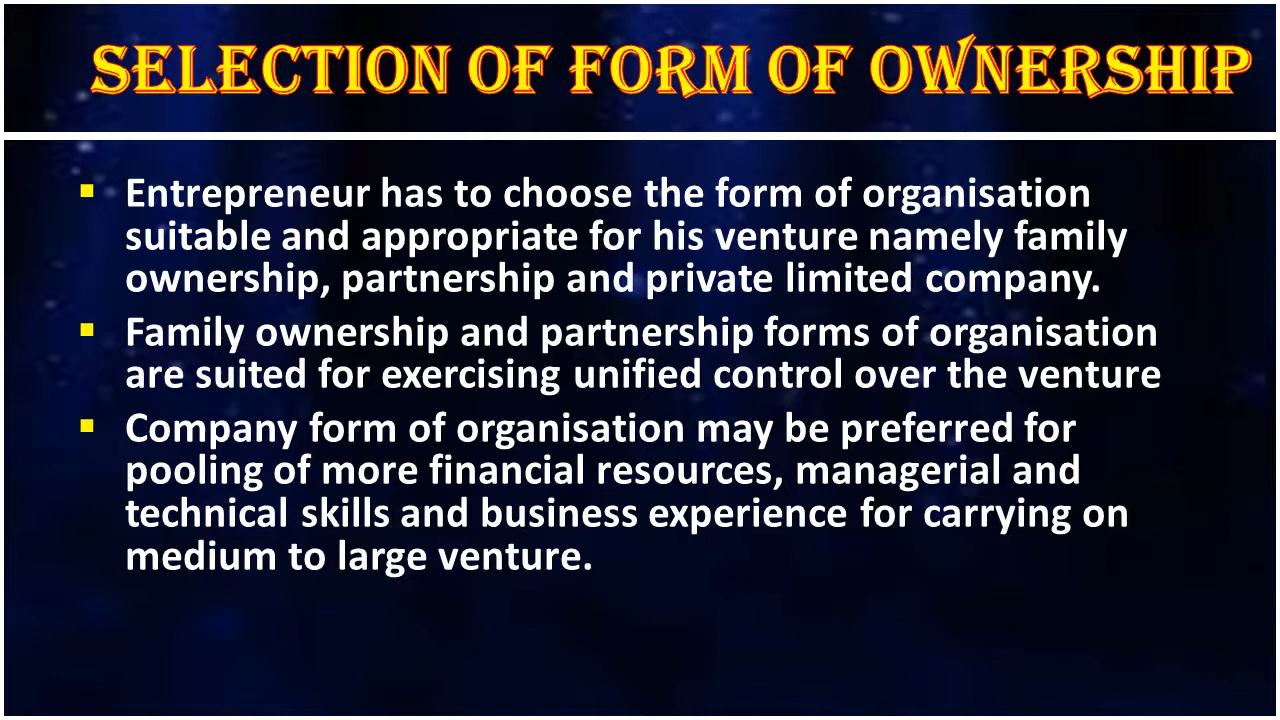 SELECTION OF FORM OF OWNERSHIP
▪ Entrepreneur has to choose the form of organisation
suitable and appropriate for his venture namely family
ownership, partnership and private limited company.
▪ Family ownership and partnership forms of organisation
are suited for exercising unified control over the venture
▪ Company form of organisation may be preferred for
pooling of more financial resources, managerial and
technical skills and business experience for carrying on
medium to large venture.